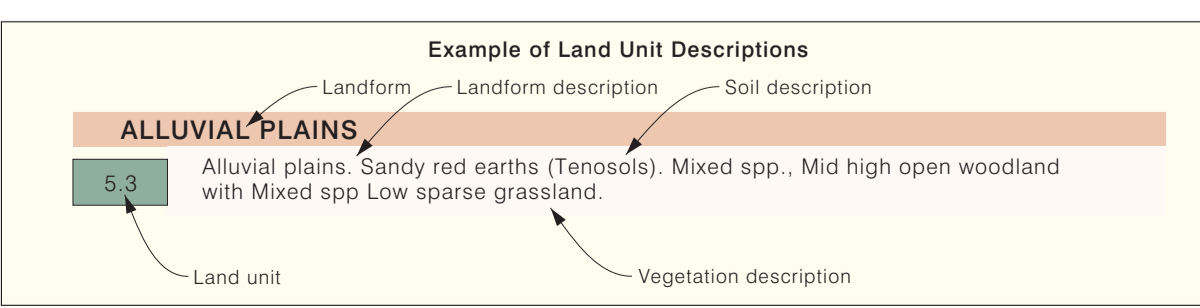 Example of Land Unit Descriptions
Landform
Landform description
Soil description
ALLUVIAL PLAINS
5.3
Alluvial plains. Sandy red earths (Tenosols). Mixed spp., Mid high open woodland
with Mixed spp Low sparse grassland.
Land unit
Vegetation description